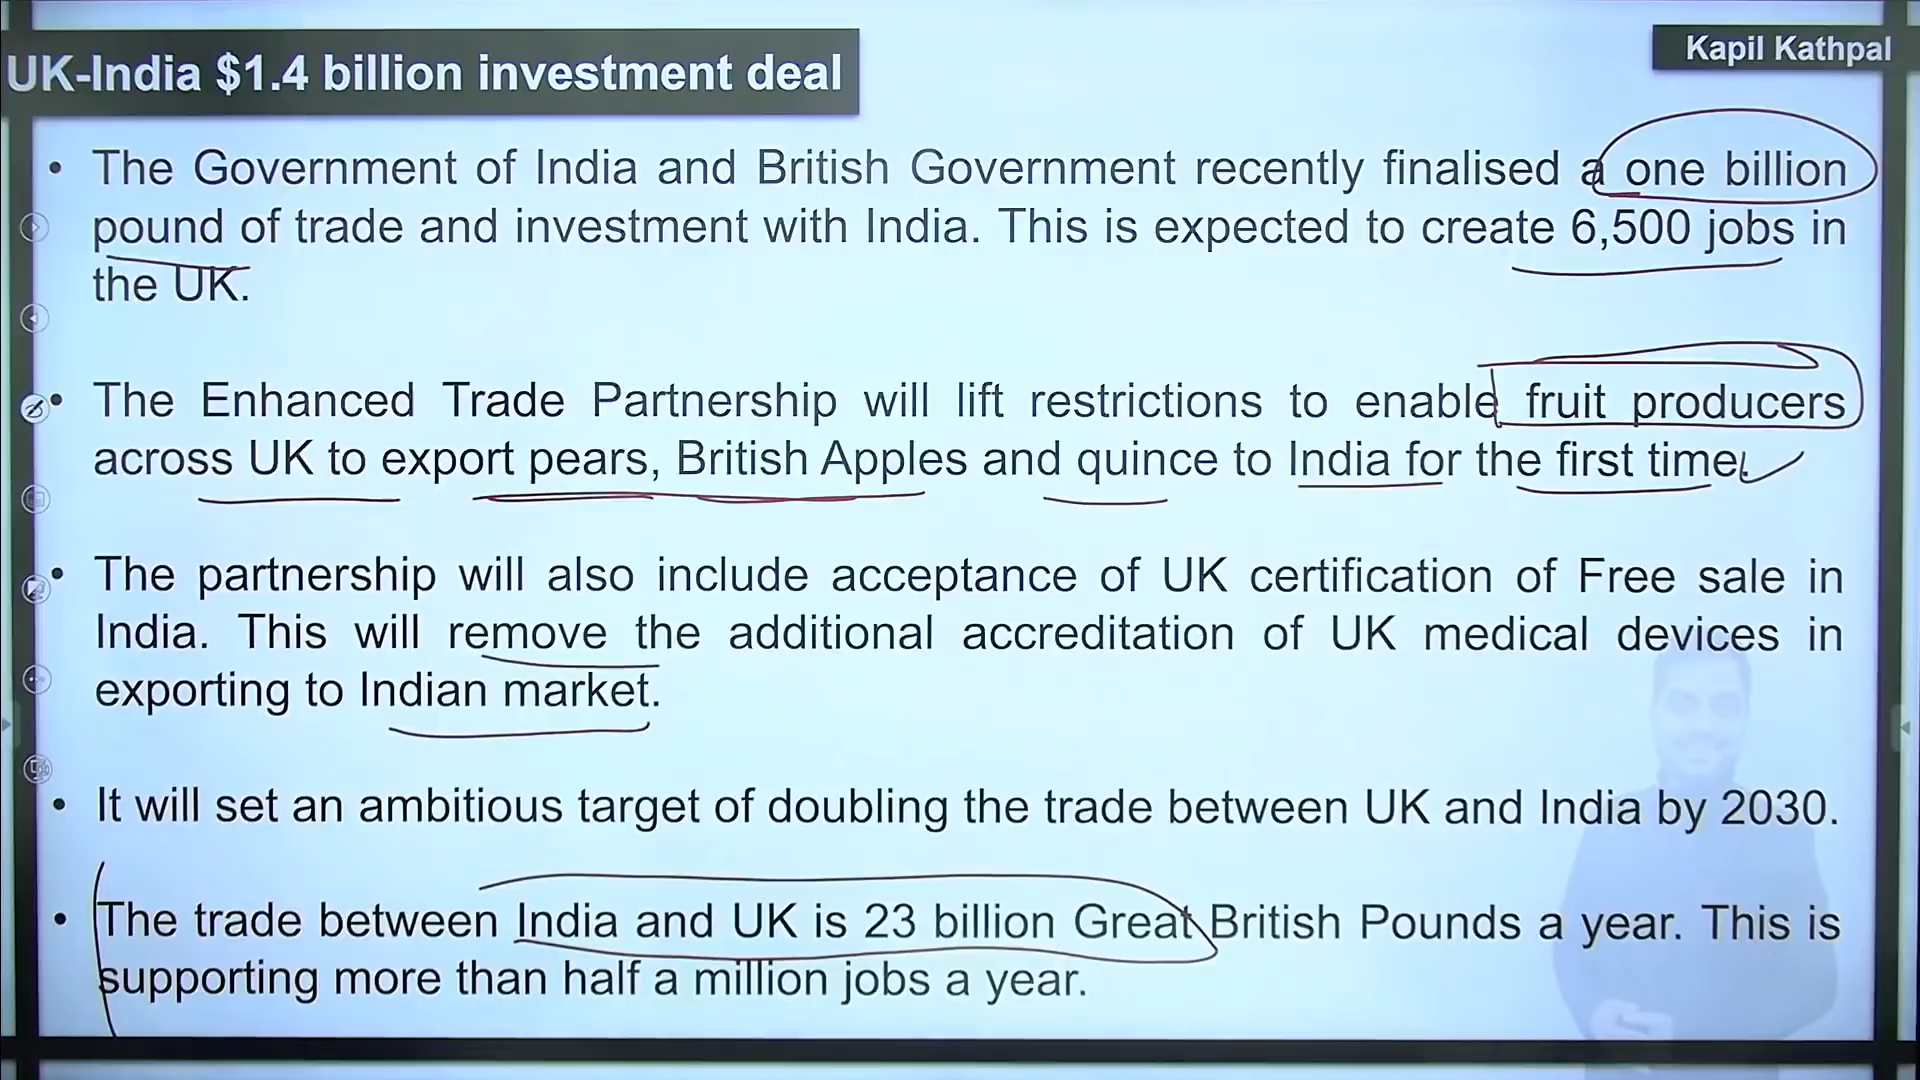 UK-India $1.4 billion investment deal
Kapil Kathpal
• The Government of India and British Government recently finalised a one billion
pound of trade and investment with India. This is expected to create 6,500 jobs in
the UK.
• The Enhanced Trade Partnership will lift restrictions to enable fruit producers
across UK to export pears, British Apples and quince to India for the first time.
• The partnership will also include acceptance of UK certification of Free sale in
India. This will remove the additional accreditation of UK medical devices in
exporting to Indian market.
• It will set an ambitious target of doubling the trade between UK and India by 2030.
• The trade between India and UK is 23 billion Great British Pounds a year. This is
supporting more than half a million jobs a year.